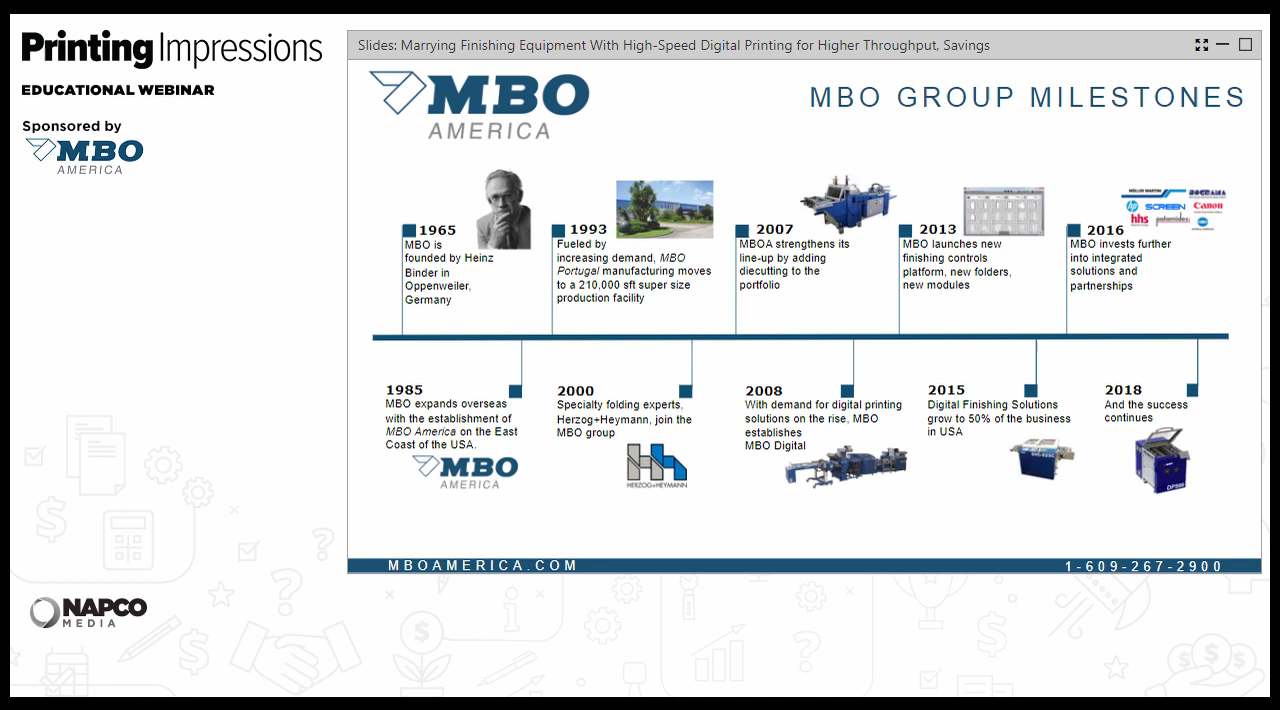 Printing Impressions
EDUCATIONAL WEBINAR
Sponsored by
MBO
AMERICA
Slides: Marrying Finishing Equipment With High-Speed Digital Printing for Higher Throughput, Savings
MBO
AMERICA
MBO GROUP MILESTONES
1965
MBO is
founded by Heinz
Binder in
Oppenweiler,
Germany
1993
Fueled by
increasing demand, MBO
Portugal manufacturing moves
to a 210,000 sft super size
production facility
2007
MBOA strengthens its
line-up by adding
diecutting to the
portfolio
2013
MBO launches new
finishing controls
platform, new folders,
new modules
MÜLLER MARTINI
hp
SCREEN
Canon
hhs
2016
MBO invests further
into integrated
solutions and
partnerships
1985
MBO expands overseas
with the establishment of
MBO America on the East
Coast of the USA.
MBO
AMERICA
2000
Specialty folding experts,
Herzog+Heymann, join the
MBO group
HERZOG+HEYMANN
2008
With demand for digital printing
solutions on the rise, MBO
establishes
MBO Digital
2015
Digital Finishing Solutions
grow to 50% of the business
in USA
2018
And the success
continues
MBOAMERICA.COM
1-609-267-2900
NAPCO
MEDIA